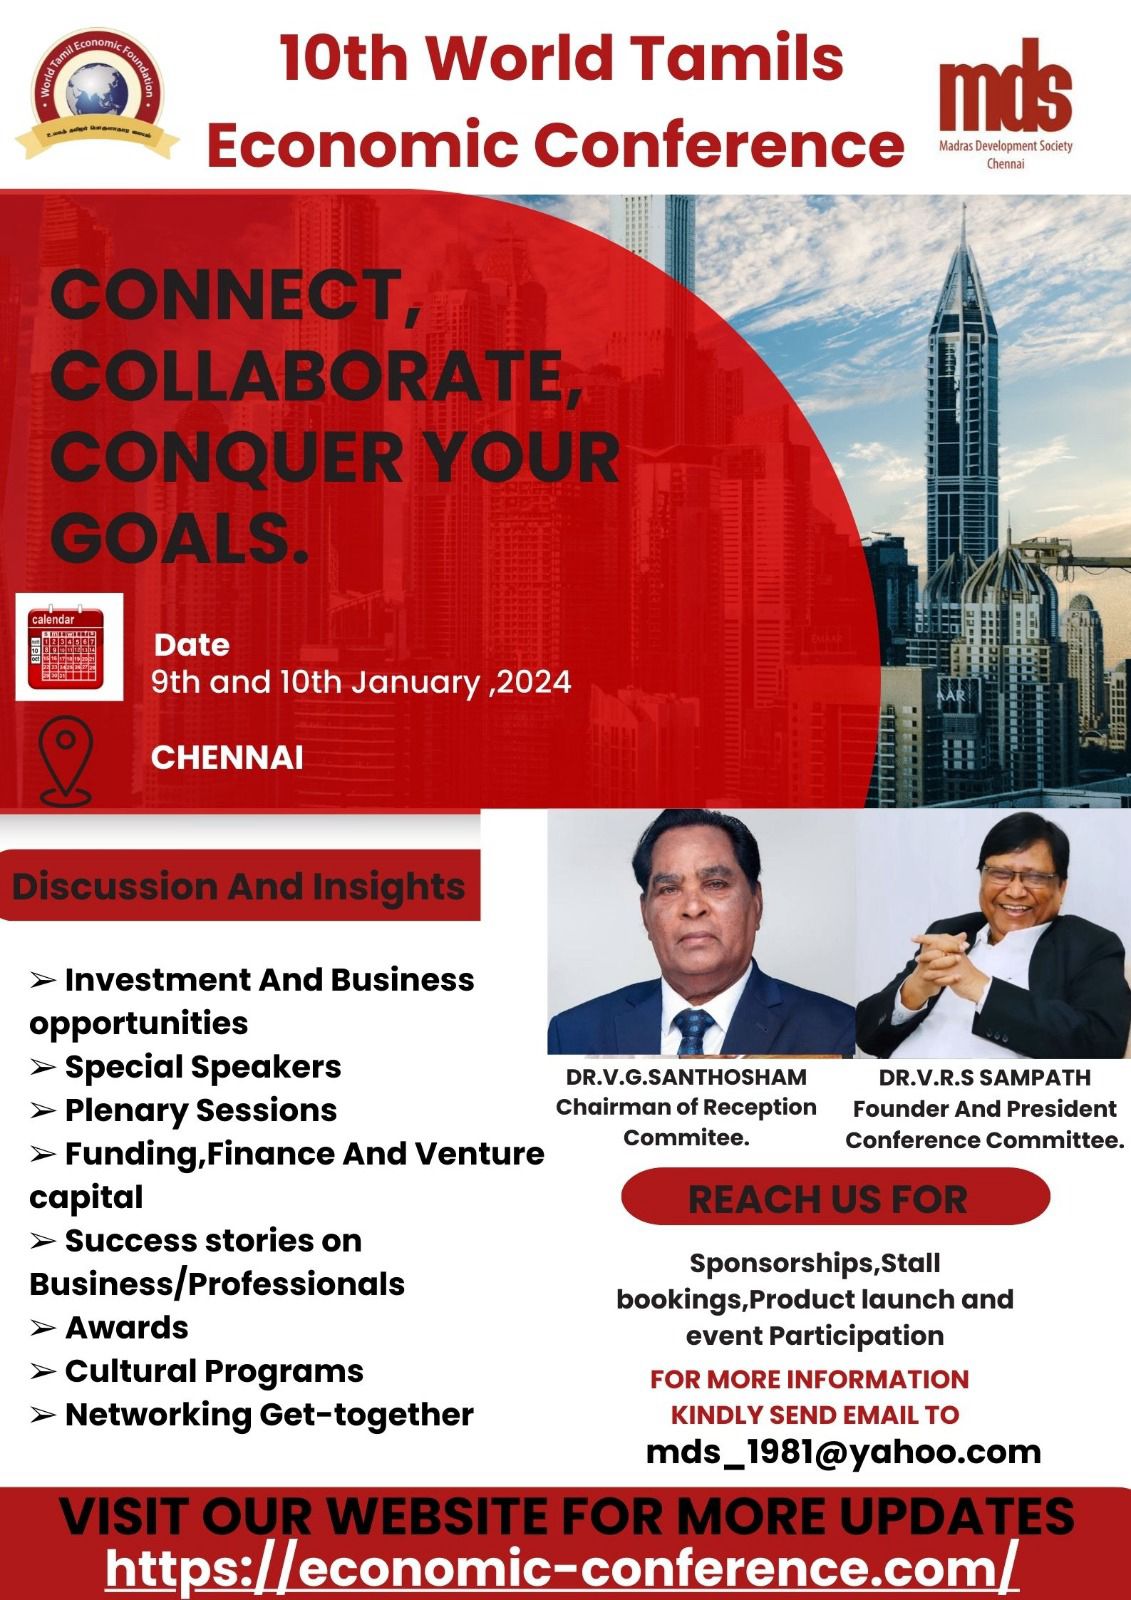 World Tamil Economic Foundation
உலகத் தமிழர் பொருளாதார மையம்
10th World Tamils
Economic Conference
mds
Madras Development Society
Chennai
CONNECT,
COLLABORATE,
CONQUER YOUR
GOALS.
calendar
Date
9th and 10th January ,2024
CHENNAI
AAR
Discussion And Insights
➢ Investment And Business
opportunities
➢ Special Speakers
➢ Plenary Sessions
➢ Funding,Finance And Venture
capital
➢ Success stories on
Business/Professionals
➢ Awards
➢ Cultural Programs
➢ Networking Get-together
DR.V.G.SANTHOSHAM
Chairman of Reception
Commitee.
DR.V.R.S SAMPATH
Founder And President
Conference Committee.
REACH US FOR
Sponsorships,Stall
bookings,Product launch and
event Participation
FOR MORE INFORMATION
KINDLY SEND EMAIL TO
mds_1981@yahoo.com
VISIT OUR WEBSITE FOR MORE UPDATES
https://economic-conference.com/